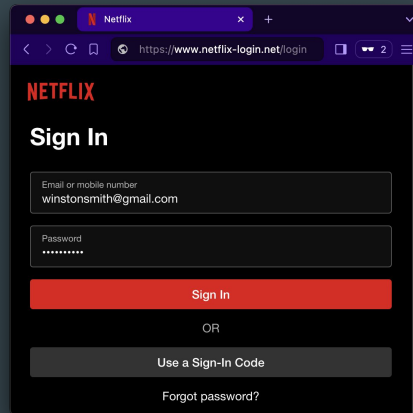 Netflix
2
https://www.netflix-login.net/login
NETFLIX
Sign In
Email or mobile number
winstonsmith@gmail.com
Password
••••••••••
Sign In
OR
Use a Sign-In Code
Forgot password?